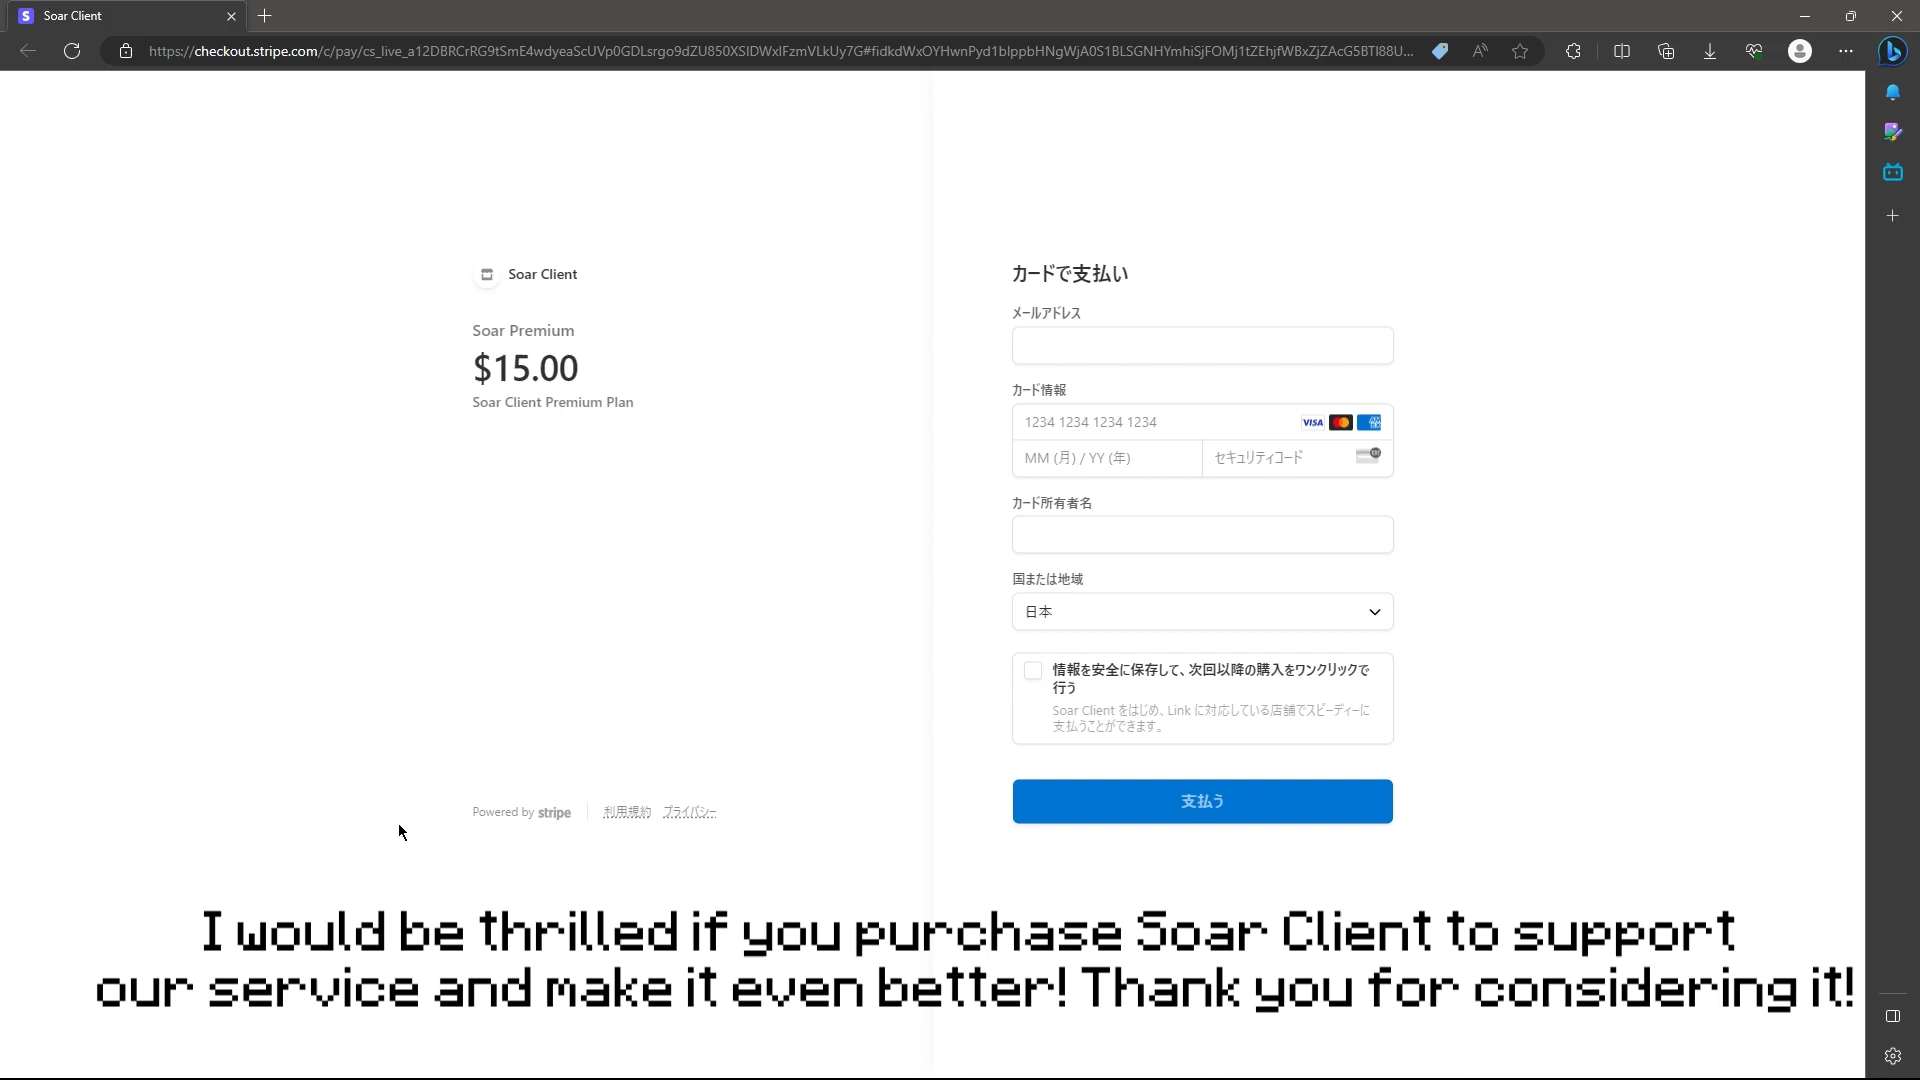 Soar Client
https://checkout.stripe.com/c/pay/cs_live_a12DBRCrRG9tSmE4wdyeaScUVp0GDLsrgo9dZU850XSIDWxlFzmVLkUy7G#fidkdWxOYHwnPyd1blppbHNgWjA0S1BLSGNHYmhiSjFOMj1tZEhjfWBxZjZAcG5BTl88U...
Soar Client
Soar Premium
$15.00
Soar Client Premium Plan
Powered by stripe 利用規約 プライバシー
カードで支払い
メールアドレス
カード情報
1234 1234 1234 1234 VISA
MM (月) / YY (年) セキュリティコード
カード所有者名
国または地域
日本
情報を安全に保存して、次回以降の購入をワンクリックで
行う
Soar Client をはじめ、Link に対応している店舗でスピーディーに
支払うことができます。
支払う
I would be thrilled if you purchase Soar Client to support
our service and make it even better! Thank you for considering it!